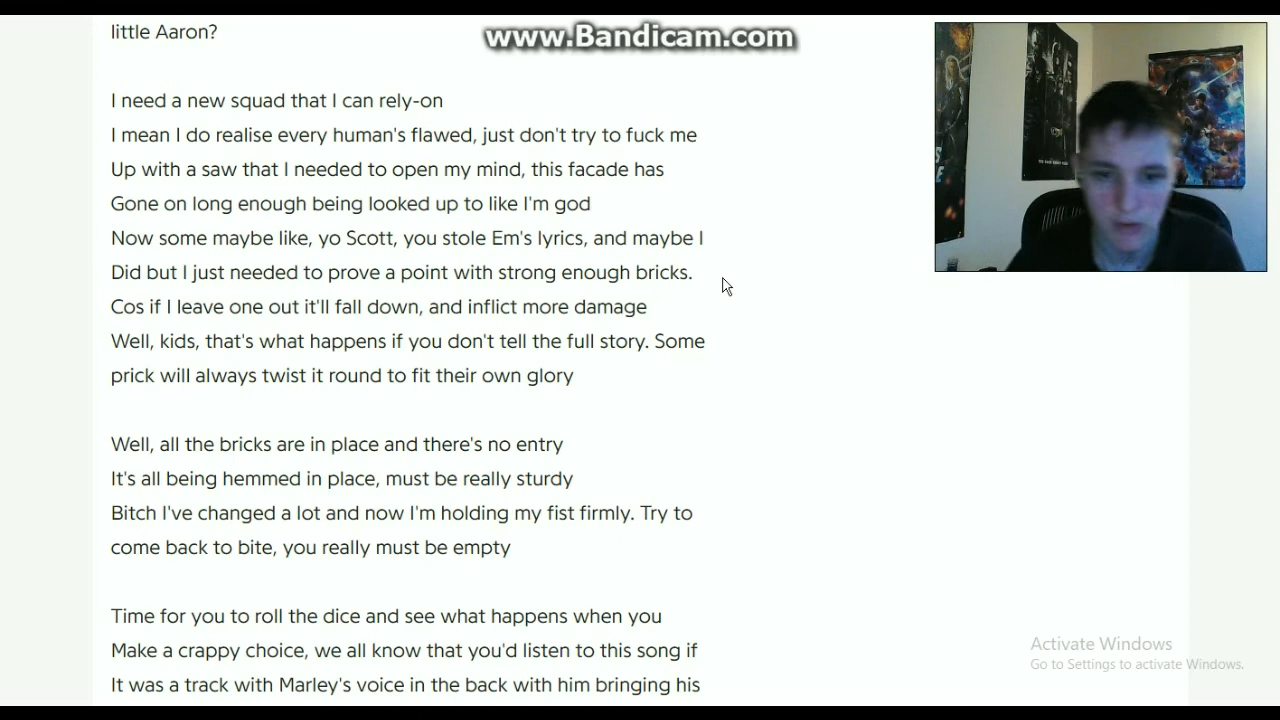 www.Bandicam.com
little Aaron?
I need a new squad that I can rely-on
I mean I do realise every human's flawed, just don't try to fuck me
Up with a saw that I needed to open my mind, this facade has
Gone on long enough being looked up to like I'm god
Now some maybe like, yo Scott, you stole Em's lyrics, and maybe I
Did but I just needed to prove a point with strong enough bricks.
Cos if I leave one out it'll fall down, and inflict more damage
Well, kids, that's what happens if you don't tell the full story. Some
prick will always twist it round to fit their own glory
Well, all the bricks are in place and there's no entry
It's all being hemmed in place, must be really sturdy
Bitch I've changed a lot and now I'm holding my fist firmly. Try to
come back to bite, you really must be empty
Time for you to roll the dice and see what happens when you
Make a crappy choice, we all know that you'd listen to this song if
It was a track with Marley's voice in the back with him bringing his
Activate Windows
Go to Settings to activate Windows.